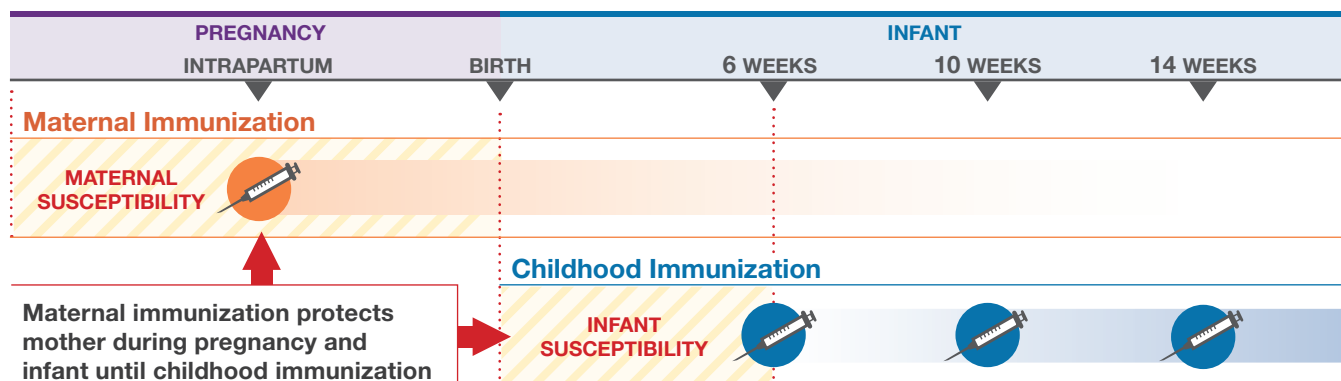 PREGNANCY
INFANT
INTRAPARTUM
BIRTH
6 WEEKS
10 WEEKS
14 WEEKS
Maternal Immunization
MATERNAL
SUSCEPTIBILITY
Childhood Immunization
Maternal immunization protects
mother during pregnancy and
infant until childhood immunization
INFANT
SUSCEPTIBILITY